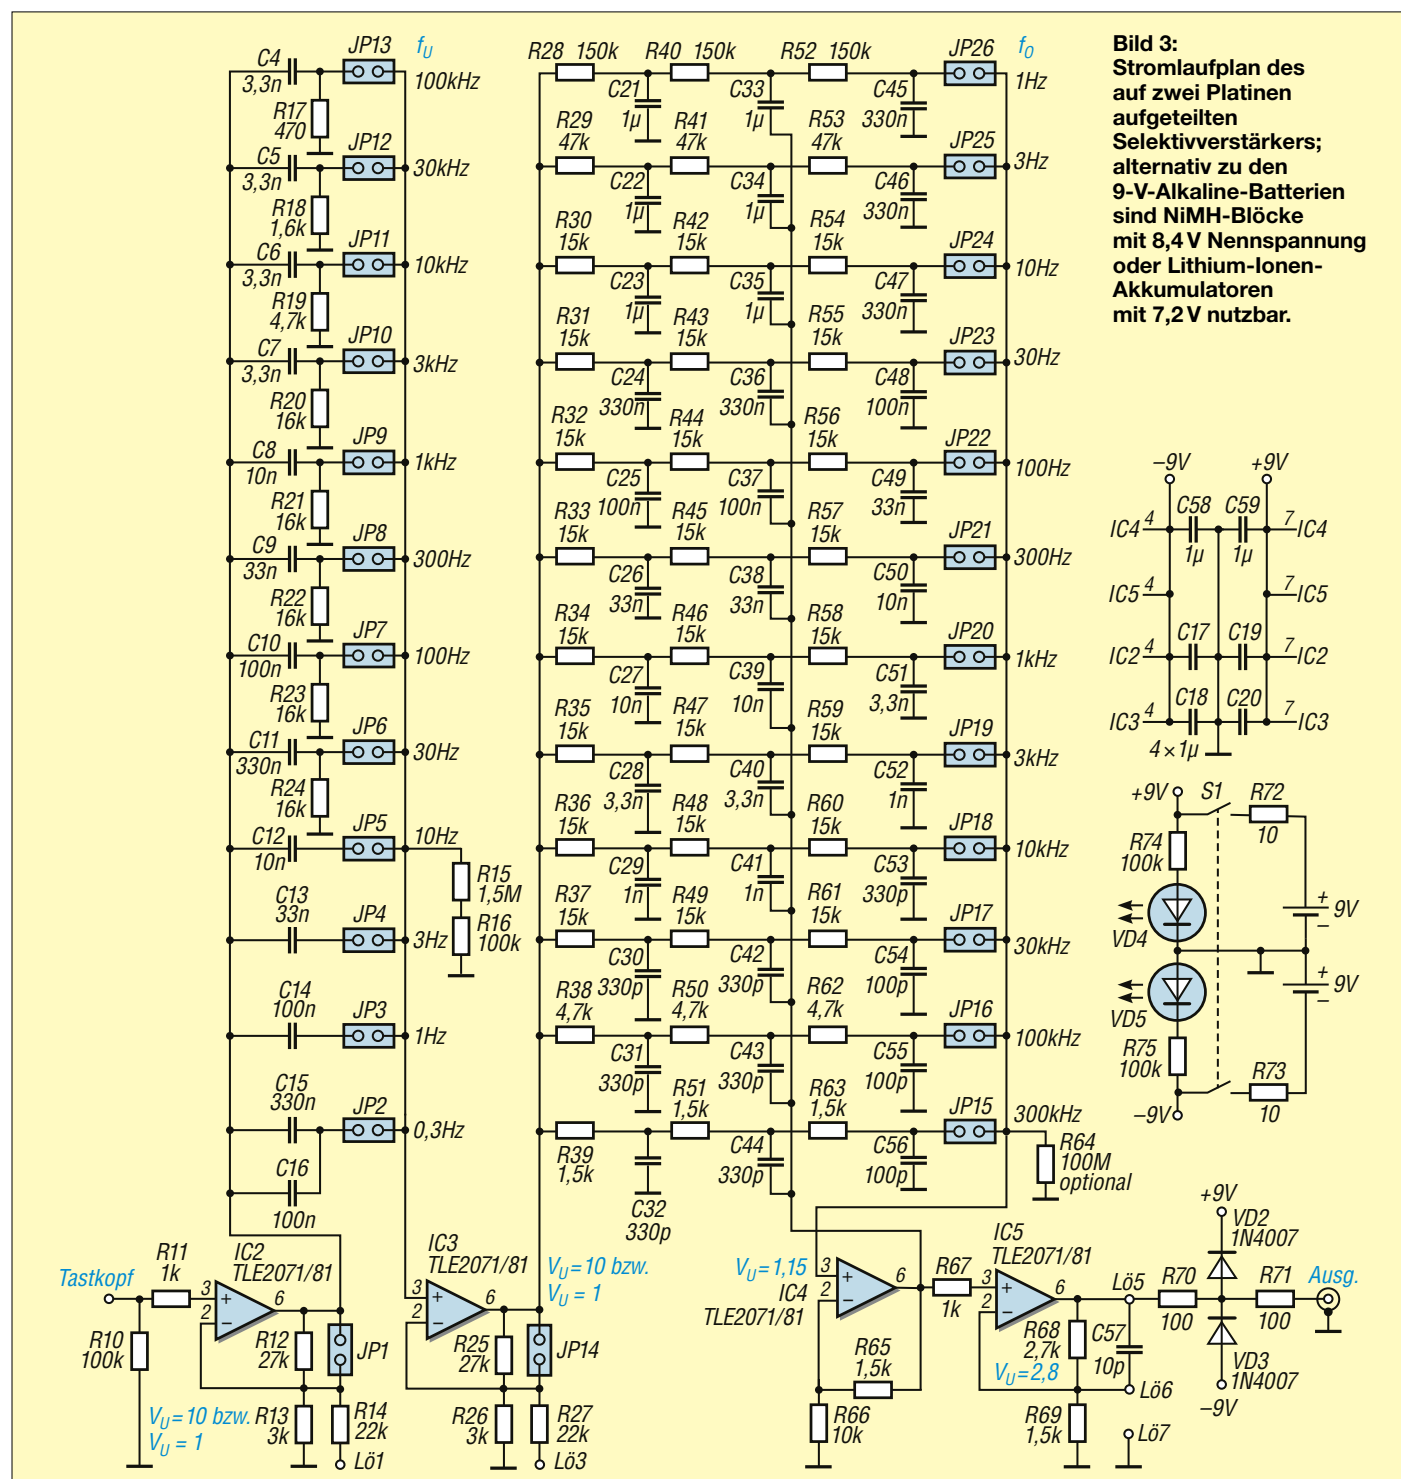 Bild 3:
Stromlaufplan des
auf zwei Platinen
aufgeteilten
Selektivverstärkers;
alternativ zu den
9-V-Alkaline-Batterien
sind NiMH-Blöcke
mit 8,4 V Nennspannung
oder Lithium-Ionen-
Akkumulatoren
mit 7,2 V nutzbar.
C4
3,3n
JP13
fU
100kHz
R17
470
C5
3,3n
JP12
30kHz
R18
1,6k
C6
3,3n
JP11
10kHz
R19
4,7k
C7
3,3n
JP10
3kHz
R20
16k
C8
10n
JP9
1kHz
R21
16k
C9
33n
JP8
300Hz
R22
16k
C10
100n
JP7
100Hz
R23
16k
C11
330n
JP6
30Hz
R24
16k
C12
10n
JP5
10Hz
R15
1,5M
R16
100k
C13
33n
JP4
3Hz
C14
100n
JP3
1Hz
C15
330n
JP2
0,3Hz
C16
100n
R28 150k
R40 150k
R52 150k
JP26
fO
1Hz
C21
1µ
C33
1µ
C45
330n
R29
47k
R41
47k
R53
47k
JP25
3Hz
C22
1µ
C34
1µ
C46
330n
R30
15k
R42
15k
R54
15k
JP24
10Hz
C23
1µ
C35
1µ
C47
330n
R31
15k
R43
15k
R55
15k
JP23
30Hz
C24
330n
C36
330n
C48
100n
R32
15k
R44
15k
R56
15k
JP22
100Hz
C25
100n
C37
100n
C49
33n
R33
15k
R45
15k
R57
15k
JP21
300Hz
C26
33n
C38
33n
C50
10n
R34
15k
R46
15k
R58
15k
JP20
1kHz
C27
10n
C39
10n
C51
3,3n
R35
15k
R47
15k
R59
15k
JP19
3kHz
C28
3,3n
C40
3,3n
C52
1n
R36
15k
R48
15k
R60
15k
JP18
10kHz
C29
1n
C41
1n
C53
330p
R37
15k
R49
15k
R61
15k
JP17
30kHz
C30
330p
C42
330p
C54
100p
R38
4,7k
R50
4,7k
R62
4,7k
JP16
100kHz
C31
330p
C43
330p
C55
100p
R51
1,5k
R63
1,5k
JP15
300kHz
R39
1,5k
C32
330p
C44
330p
C56
100p
R64
100M
optional
–9V
+9V
IC4 4
C58
1µ
C59
1µ
7 IC4
IC5 4
7 IC5
IC2 4
C17
C19
7 IC2
IC3 4
C18
C20
7 IC3
4×1µ
+9V
S1
R72
10
R74
100k
VD4
+
9V
–
VD5
+
9V
–
R75
100k
R73
10
–9V
Tastkopf
R11
1k
IC2
TLE2071/81
3
+
2
–
6
R10
100k
R12
27k
JP1
R13
3k
R14
22k
Lö1
VU=10 bzw.
VU=1
IC3
TLE2071/81
3
+
2
–
6
VU=10 bzw.
VU=1
R25
27k
JP14
R26
3k
R27
22k
Lö3
VU=1,15
IC4
TLE2071/81
3
+
2
–
6
R65
1,5k
R66
10k
R67
1k
IC5
TLE2071/81
3
+
2
–
6
R68
2,7k
VU=2,8
R69
1,5k
C57
10p
Lö5
Lö6
Lö7
R70
100
+9V
VD2
1N4007
R71
100
Ausg.
VD3
1N4007
–9V